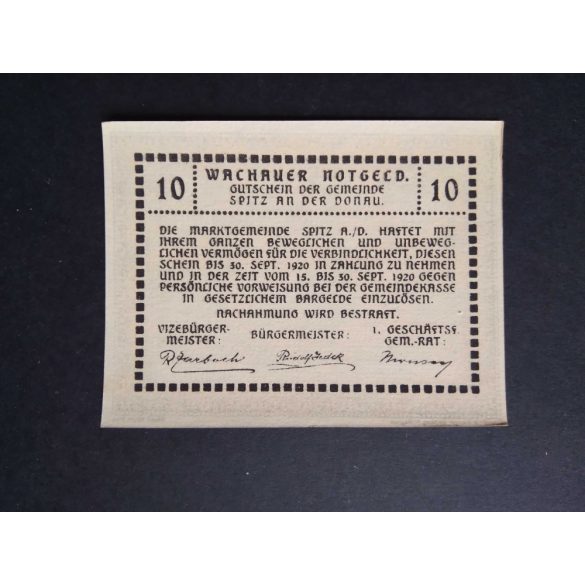 10 WACHAUER NOTGELD. 10
GUTSCHEIN DER GEMEINDE
SPITZ AN DER DONAU.
DIE MARKTGEMEINDE SPITZ A./D. HAFTET MIT
IHREM GANZEN BEWEGLICHEN UND UNBEWEG-
LICHEN VERMÖGEN FÜR DIE VERBINDLICHKEIT, DIESEN
SCHEIN BIS 30. SEPT. 1920 IN ZAHLUNG ZU NEHMEN
UND IN DER ZEIT VOM 15. BIS 30. SEPT. 1920 GEGEN
PERSÖNLICHE VORWEISUNG BEI DER GEMEINDEKASSE
IN GESETZLICHEM BARGELDE EINZULÖSEN.
NACHAHMUNG WIRD BESTRAFT.
VIZEBÜRGER- BÜRGERMEISTER: 1. GESCHÄFTSF.
MEISTER: GEM.-RAT: